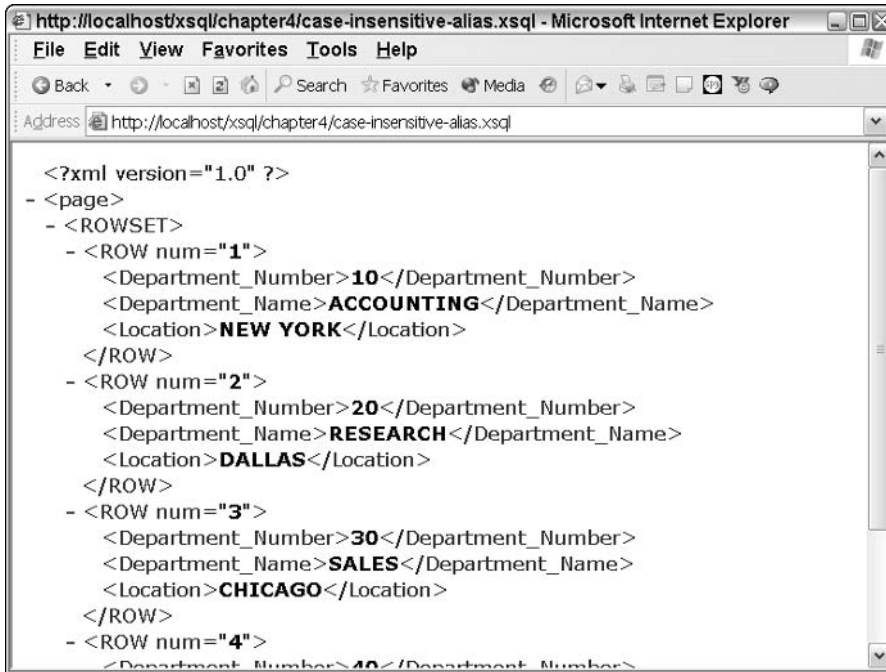 http://localhost/xsql/chapter4/case-insensitive-alias.xsql - Microsoft Internet Explorer
File Edit View Favorites Tools Help
Back Search Favorites Media
Address http://localhost/xsql/chapter4/case-insensitive-alias.xsql
<?xml version="1.0" ?>
- <page>
- <ROWSET>
- <ROW num="1">
<Department_Number>10</Department_Number>
<Department_Name>ACCOUNTING</Department_Name>
<Location>NEW YORK</Location>
</ROW>
- <ROW num="2">
<Department_Number>20</Department_Number>
<Department_Name>RESEARCH</Department_Name>
<Location>DALLAS</Location>
</ROW>
- <ROW num="3">
<Department_Number>30</Department_Number>
<Department_Name>SALES</Department_Name>
<Location>CHICAGO</Location>
</ROW>
- <ROW num="4">
<Department_Number>40</Department_Number>